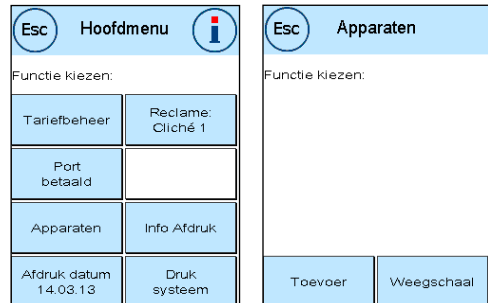 Esc Hoofdmenu i
Functie kiezen:
Tariefbeheer
Reclame:
Cliché 1
Port
betaald
Apparaten
Info Afdruk
Afdruk datum
14.03.13
Druk
systeem
Esc Apparaten
Functie kiezen:
Toevoer
Weegschaal